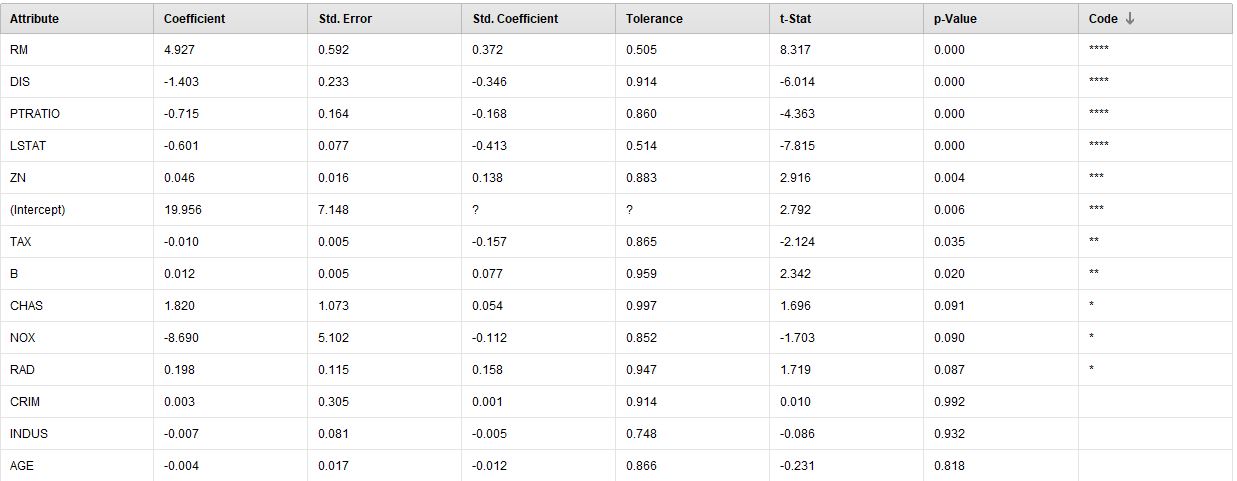 Attribute Coefficient Std. Error Std. Coefficient Tolerance t-Stat p-Value Code ↓
RM 4.927 0.592 0.372 0.505 8.317 0.000 ****
DIS -1.403 0.233 -0.346 0.914 -6.014 0.000 ****
PTRATIO -0.715 0.164 -0.168 0.860 -4.363 0.000 ****
LSTAT -0.601 0.077 -0.413 0.514 -7.815 0.000 ****
ZN 0.046 0.016 0.138 0.883 2.916 0.004 ***
(Intercept) 19.956 7.148 ? ? 2.792 0.006 ***
TAX -0.010 0.005 -0.157 0.865 -2.124 0.035 **
B 0.012 0.005 0.077 0.959 2.342 0.020 **
CHAS 1.820 1.073 0.054 0.997 1.696 0.091 *
NOX -8.690 5.102 -0.112 0.852 -1.703 0.090 *
RAD 0.198 0.115 0.158 0.947 1.719 0.087 *
CRIM 0.003 0.305 0.001 0.914 0.010 0.992
INDUS -0.007 0.081 -0.005 0.748 -0.086 0.932
AGE -0.004 0.017 -0.012 0.866 -0.231 0.818